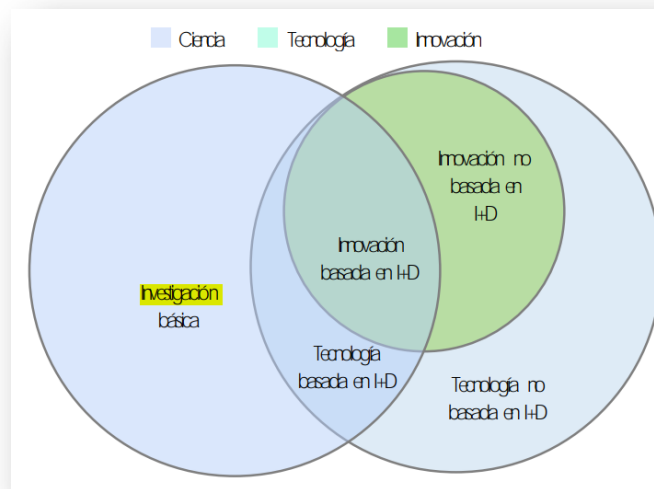 Ciencia Tecnología Innovación
Innovación no
basada en
I+D
Innovación
basada en I+D
Investigación
básica
Tecnología
basada en I+D
Tecnología no
basada en I+D